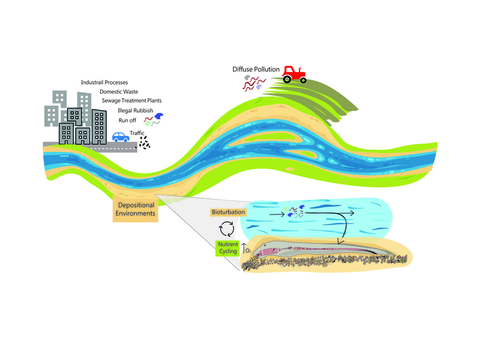 Diffuse Pollution
Industrail Processes
Domestic Waste
Sewage Treatment Plants
Illegal Rubbish
Run off
Traffic
Depositional
Environments
Bioturbation
Nutrient
Cycling